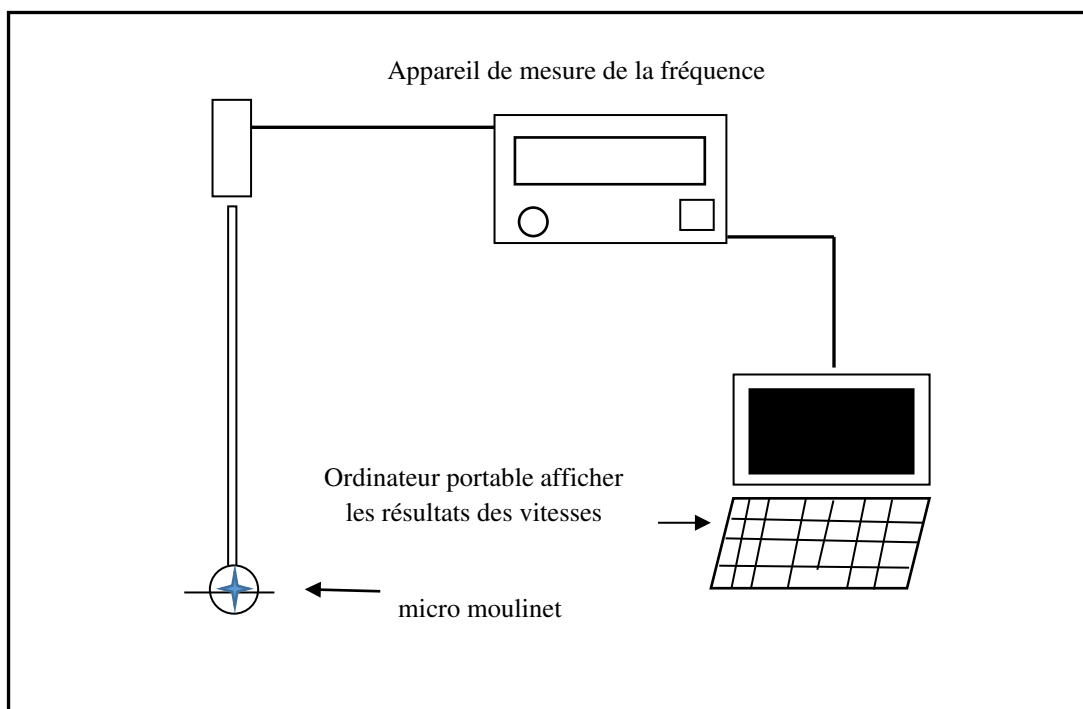 Appareil de mesure de la fréquence
Ordinateur portable afficher
les résultats des vitesses
micro moulinet